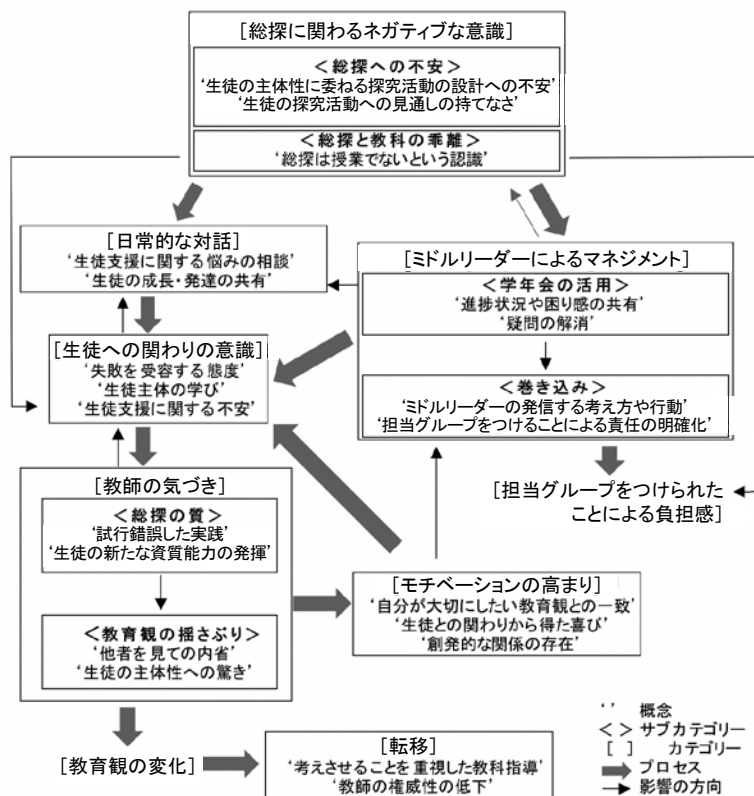 [総探に関わるネガティブな意識]
＜総探への不安＞
‘生徒の主体性に委ねる探究活動の設計への不安’
‘生徒の探究活動への見通しの持てなさ’
＜総探と教科の乖離＞
‘総探は授業でないという認識’
[日常的な対話]
‘生徒支援に関する悩みの相談’
‘生徒の成長・発達の共有’
[ミドルリーダーによるマネジメント]
＜学年会の活用＞
‘進捗状況や困り感の共有’
‘疑問の解消’
＜巻き込み＞
‘ミドルリーダーの発信する考え方や行動’
‘担当グループをつけることによる責任の明確化’
[生徒への関わりの意識]
‘失敗を受容する態度’
‘生徒主体の学び’
‘生徒支援に関する不安’
[担当グループをつけられた
ことによる負担感]
[教師の気づき]
＜総探の質＞
‘試行錯誤した実践’
‘生徒の新たな資質能力の発揮’
＜教育観の揺さぶり＞
‘他者を見ての内省’
‘生徒の主体性への驚き’
[モチベーションの高まり]
‘自分が大切にしたい教育観との一致’
‘生徒との関わりから得た喜び’
‘創発的な関係の存在’
[教育観の変化]
[転移]
‘考えさせることを重視した教科指導’
‘教師の権威性の低下’
‘ ’ 概念
＜ ＞ サブカテゴリー
[ ] カテゴリー
プロセス
影響の方向